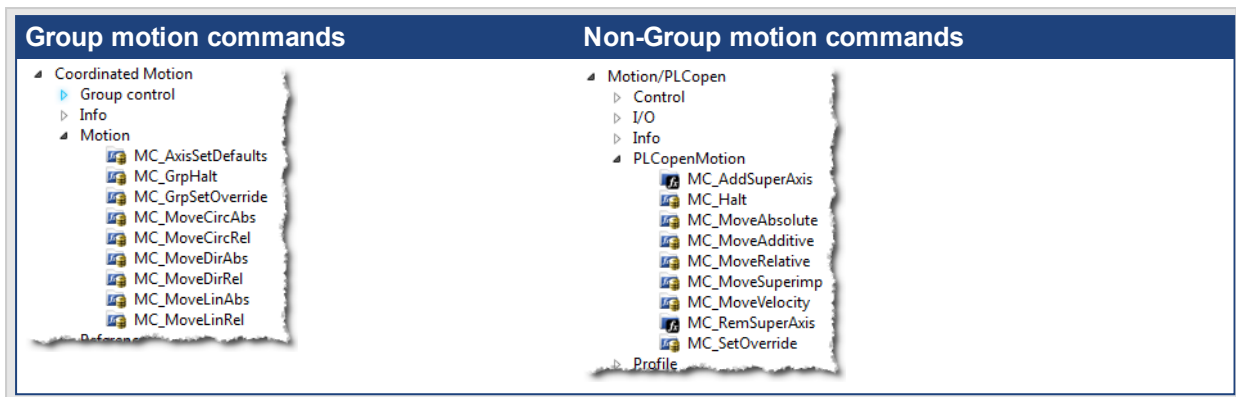 Group motion commands
Coordinated Motion
Group control
Info
Motion
MC_AxisSetDefaults
MC_GrpHalt
MC_GrpSetOverride
MC_MoveCircAbs
MC_MoveCircRel
MC_MoveDirAbs
MC_MoveDirRel
MC_MoveLinAbs
MC_MoveLinRel
Non-Group motion commands
Motion/PLCopen
Control
I/O
Info
PLCopenMotion
MC_AddSuperAxis
MC_Halt
MC_MoveAbsolute
MC_MoveAdditive
MC_MoveRelative
MC_MoveSuperimp
MC_MoveVelocity
MC_RemSuperAxis
MC_SetOverride
Profile